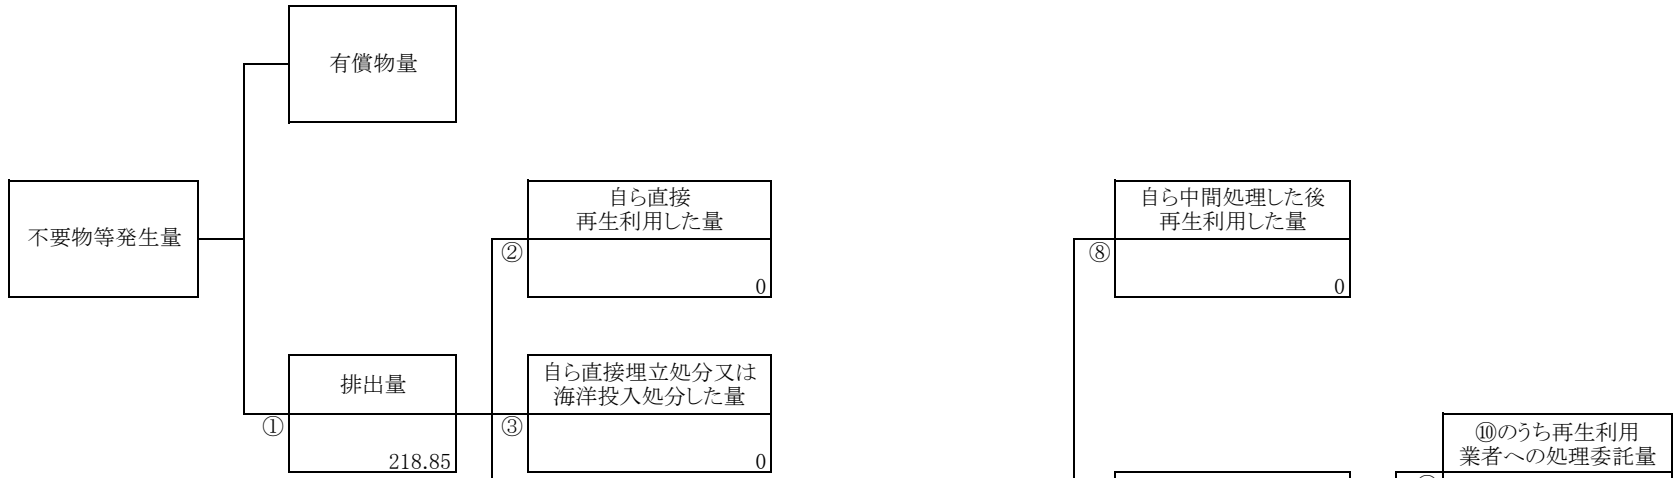 有償物量
不要物等発生量
自ら直接
再生利用した量
②
0
自ら中間処理した後
再生利用した量
⑧
0
排出量
①
218.85
自ら直接埋立処分又は
海洋投入処分した量
③
0
⑩のうち再生利用
業者への処理委託量